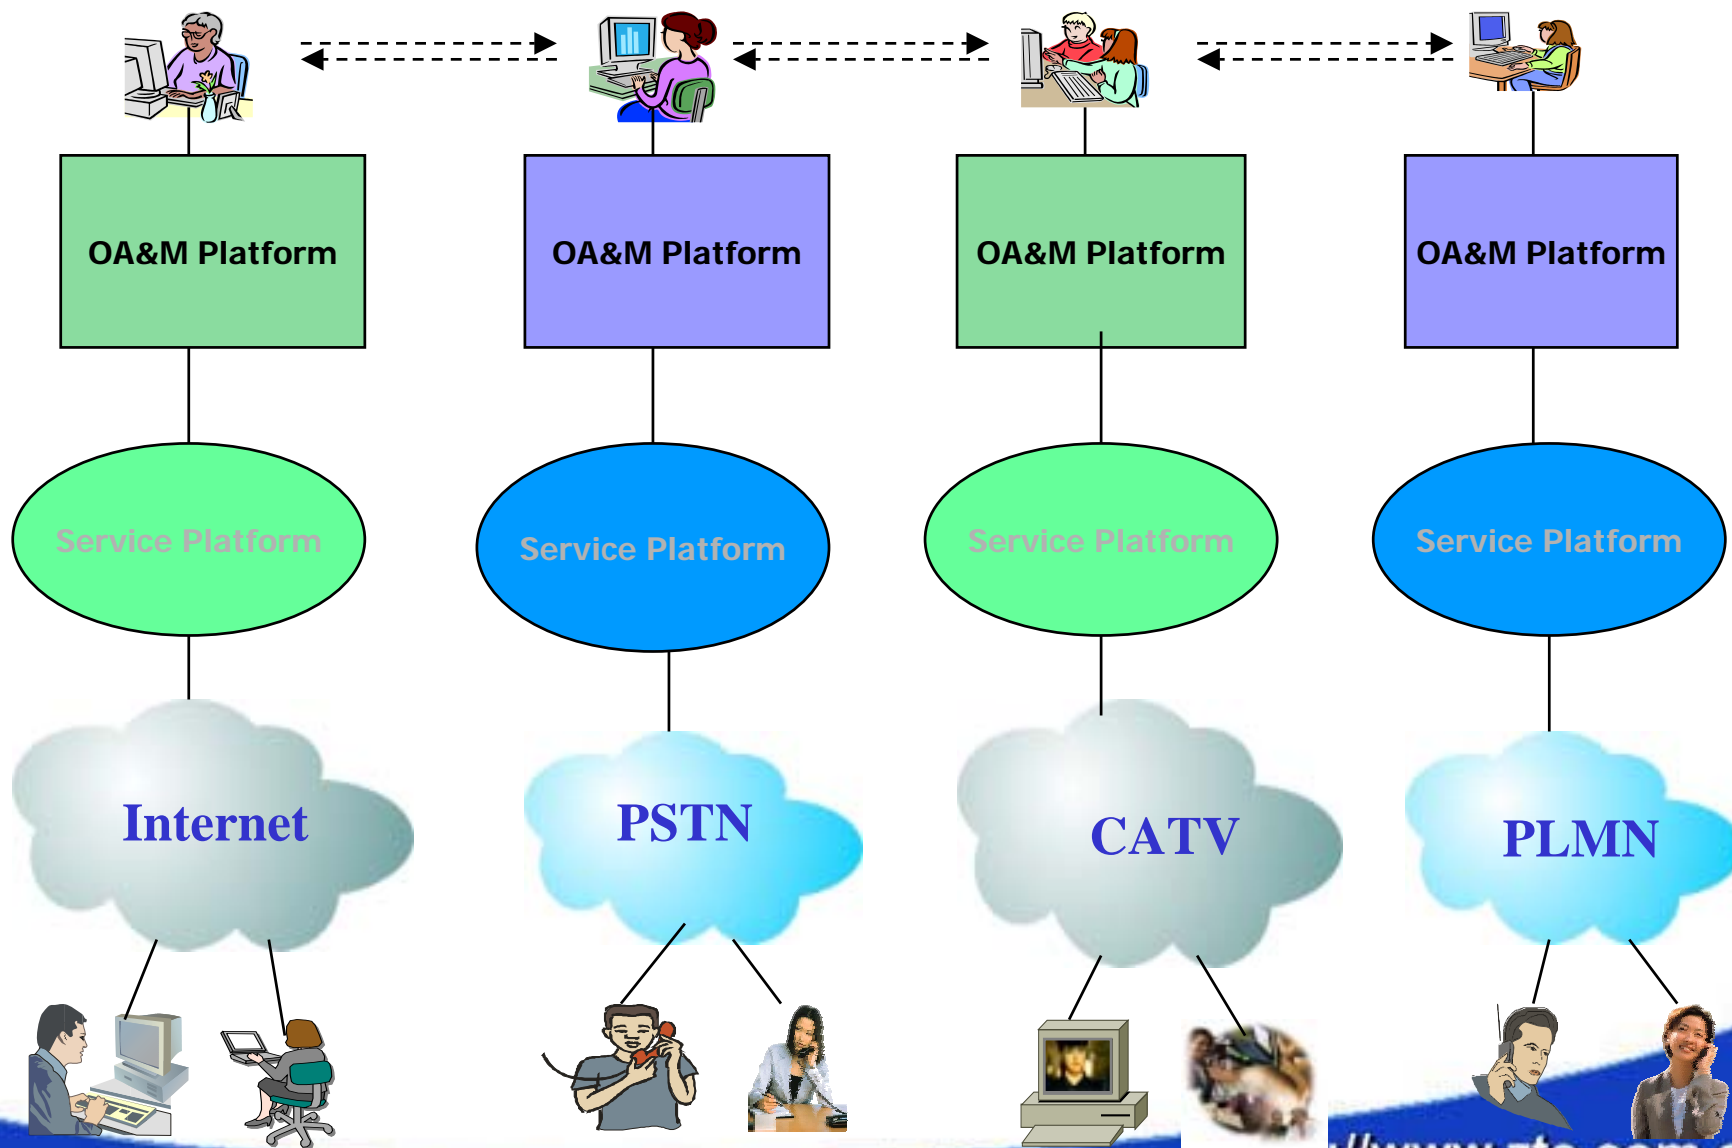 OA&M Platform
OA&M Platform
OA&M Platform
OA&M Platform
Service Platform
Service Platform
Service Platform
Service Platform
Internet
PSTN
CATV
PLMN